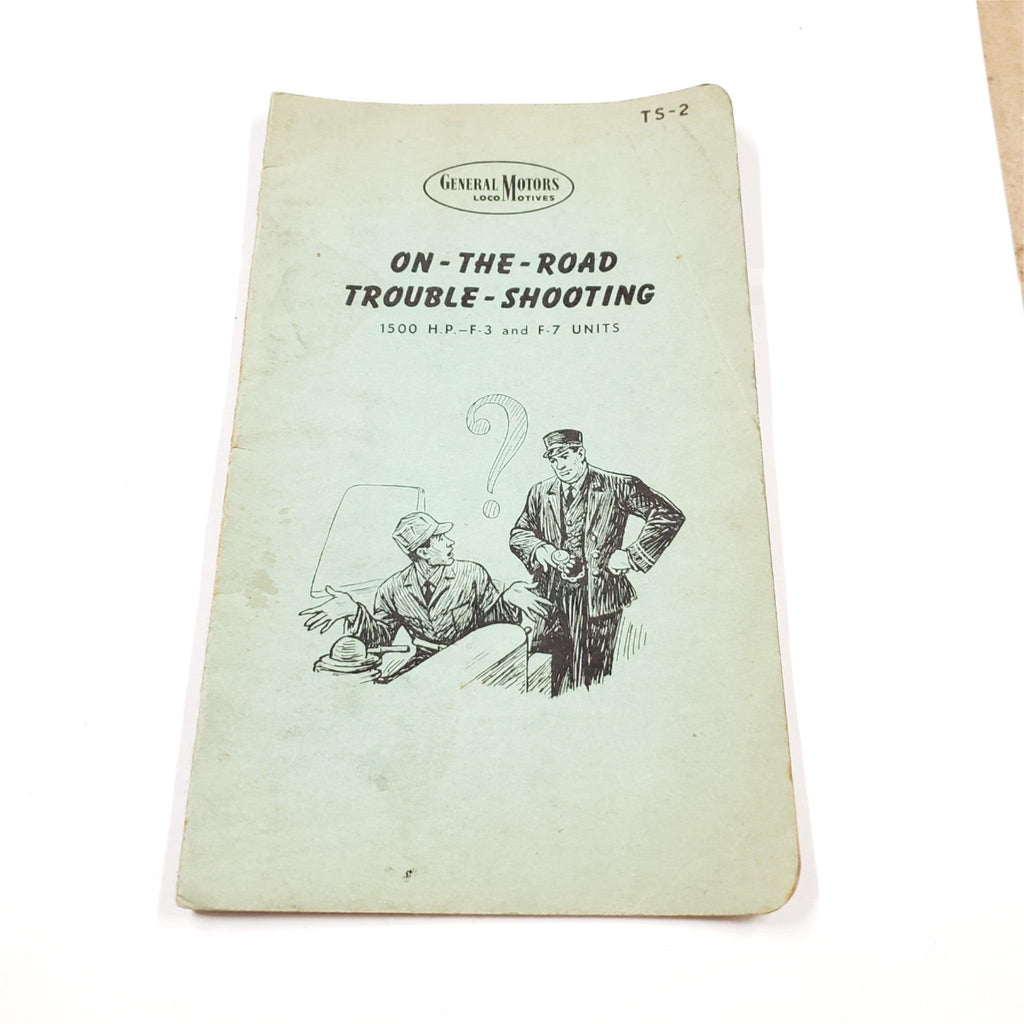 TS-2
GENERAL MOTORS
LOCOMOTIVES
ON-THE-ROAD
TROUBLE-SHOOTING
1500 H.P.—F-3 and F-7 UNITS
?